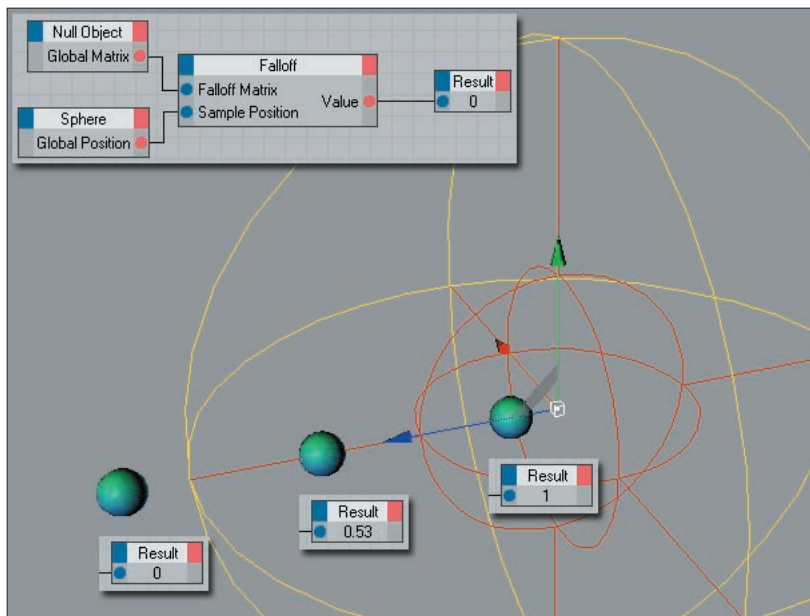 Null Object
Global Matrix
Sphere
Global Position
Falloff
Falloff Matrix
Sample Position
Value
Result
0
Result
1
Result
0.53
Result
0